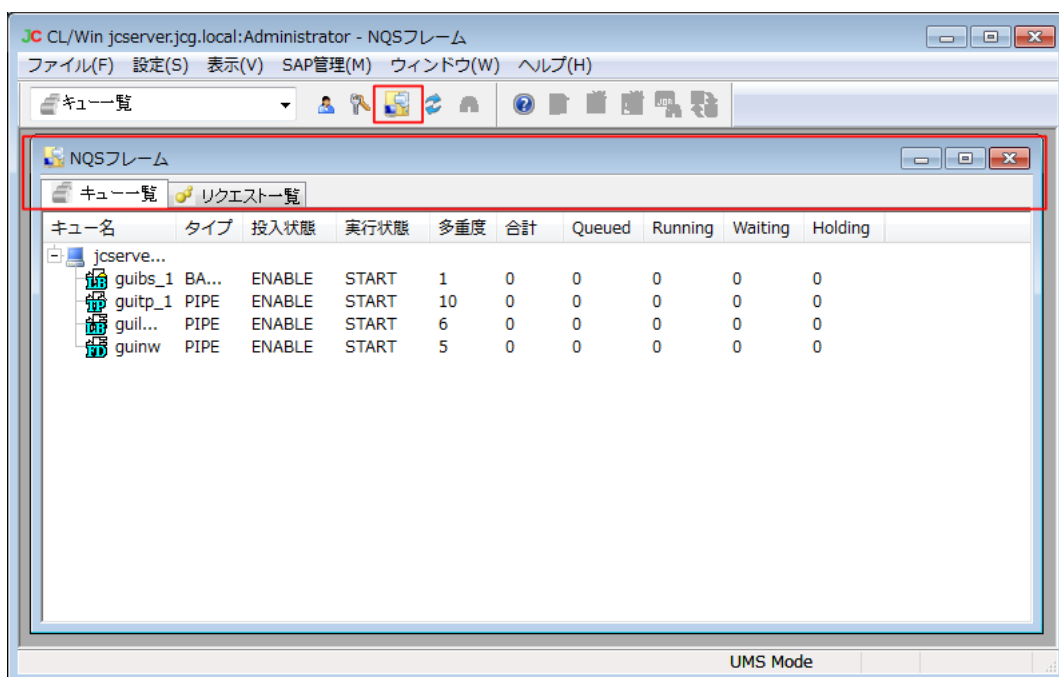 JC CL/Win jcserver.jcg.local:Administrator - NQSフレーム
ファイル(F) 設定(S) 表示(V) SAP管理(M) ウィンドウ(W) ヘルプ(H)
キュー一覧
NQSフレーム
キュー一覧 リクエスト一覧
キュー名 タイプ 投入状態 実行状態 多重度 合計 Queued Running Waiting Holding
jcserve...
guibs_1 BA... ENABLE START 1 0 0 0 0 0
guitp_1 PIPE ENABLE START 10 0 0 0 0 0
guil... PIPE ENABLE START 6 0 0 0 0 0
guinw PIPE ENABLE START 5 0 0 0 0 0
UMS Mode